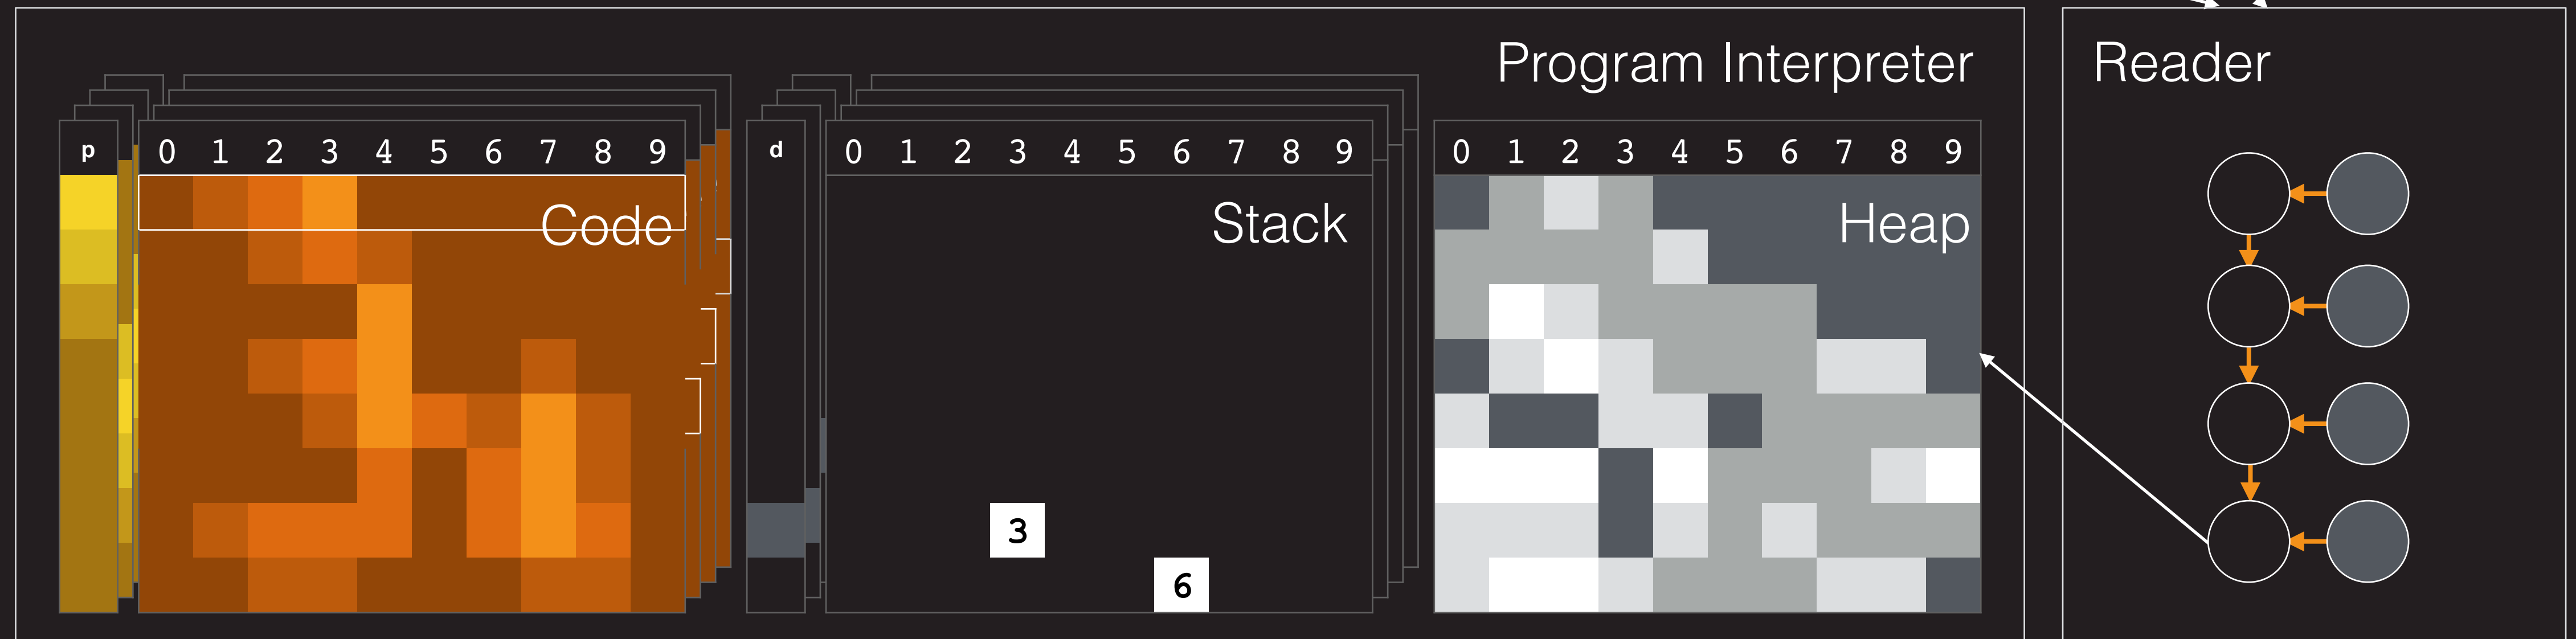 Program Interpreter
Reader
p 0 1 2 3 4 5 6 7 8 9
d 0 1 2 3 4 5 6 7 8 9
0 1 2 3 4 5 6 7 8 9
Code
Stack
Heap
3
6